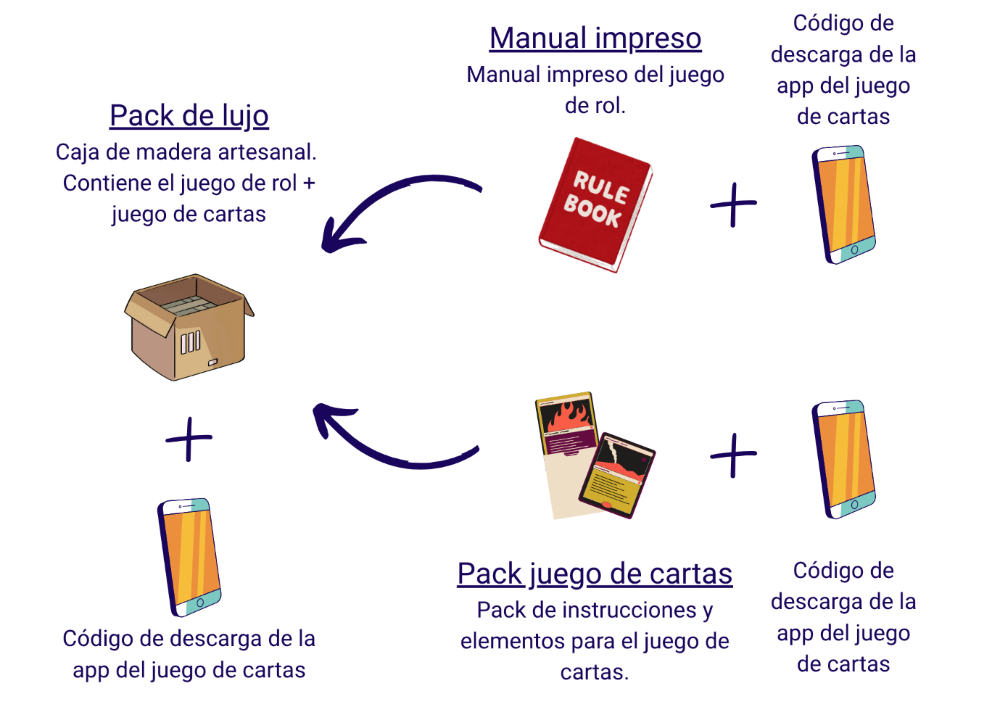 Manual impreso
Manual impreso del juego
de rol.
Código de
descarga de la
app del juego
de cartas
Pack de lujo
Caja de madera artesanal.
Contiene el juego de rol +
juego de cartas
RULE
BOOK
Código de descarga de la
app del juego de cartas
Pack juego de cartas
Pack de instrucciones y
elementos para el juego de
cartas.
Código de
descarga de la
app del juego
de cartas